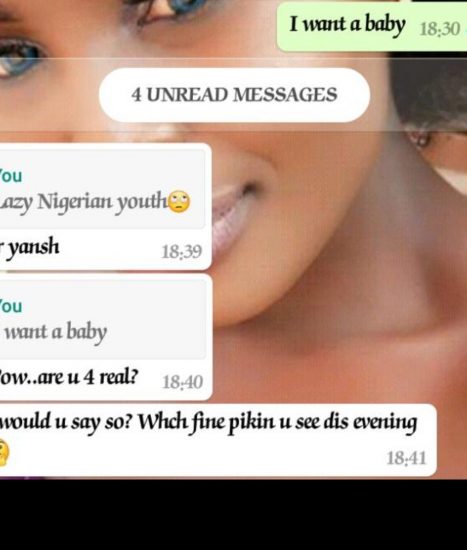 I want a baby 18:30
4 UNREAD MESSAGES
You
Lazy Nigerian youth🙄
yansh 18:39
You
want a baby
are u 4 real? 18:40
would u say so? Whch fine pikin u see dis evening
🤔 18:41